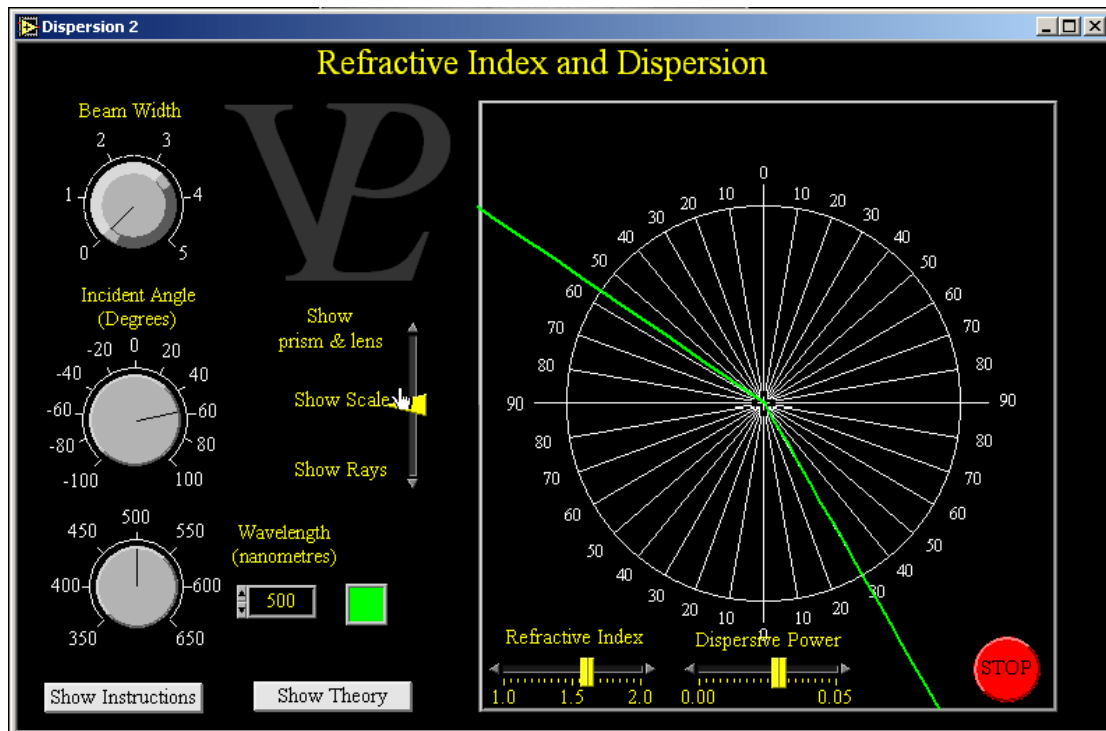 Dispersion 2
Refractive Index and Dispersion
Beam Width
2 3
1 4
0 5
Incident Angle
(Degrees)
0
-20 20
-40 40
-60 60
-80 80
-100 100
Show
prism & lens
Show Scale
Show Rays
500
450 550
400 600
350 650
Wavelength
(nanometres)
500
Show Instructions
Show Theory
VPL
0
10 10
20 20
30 30
40 40
50 50
60 60
70 70
80 80
90 90
80 80
70 70
60 60
50 50
40 40
30 30
20 20
10 10
0
Refractive Index
1.0 1.5 2.0
Dispersive Power
0.00 0.05
STOP